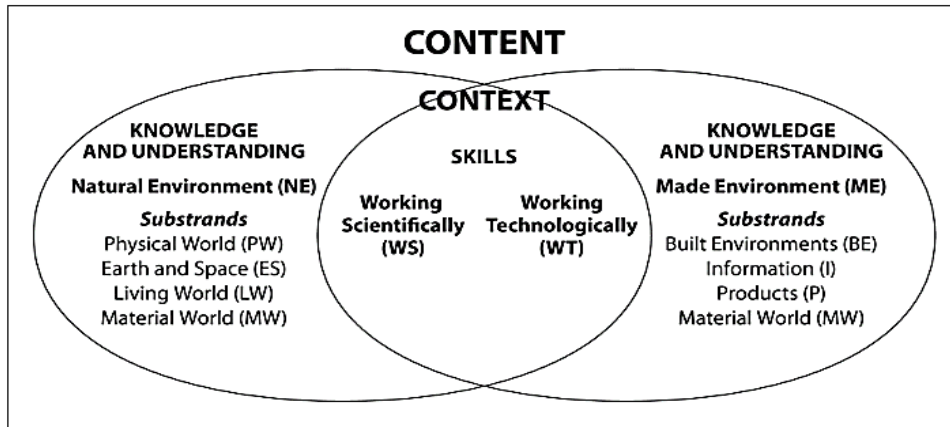 CONTENT
CONTEXT
KNOWLEDGE
AND UNDERSTANDING
Natural Environment (NE)
Substrands
Physical World (PW)
Earth and Space (ES)
Living World (LW)
Material World (MW)
SKILLS
Working
Scientifically
(WS)
Working
Technologically
(WT)
KNOWLEDGE
AND UNDERSTANDING
Made Environment (ME)
Substrands
Built Environments (BE)
Information (I)
Products (P)
Material World (MW)